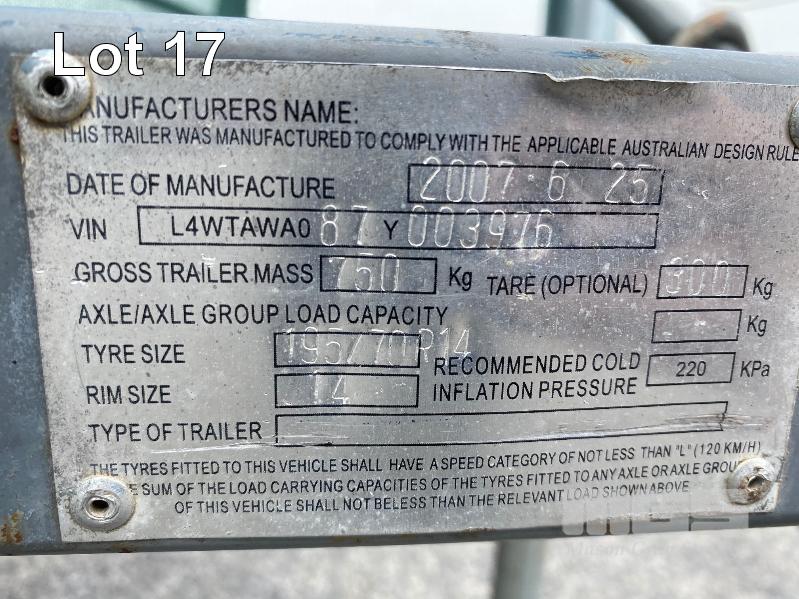 Lot 17
MANUFACTURERS NAME:
THIS TRAILER WAS MANUFACTURED TO COMPLY WITH THE APPLICABLE AUSTRALIAN DESIGN RULE
DATE OF MANUFACTURE 2007 6 25
VIN L4WTAWA0 87 Y 003976
GROSS TRAILER MASS 750 Kg TARE (OPTIONAL) 300 Kg
AXLE/AXLE GROUP LOAD CAPACITY Kg
TYRE SIZE 195/70R14
RIM SIZE 14
RECOMMENDED COLD INFLATION PRESSURE 220 KPa
TYPE OF TRAILER
THE TYRES FITTED TO THIS VEHICLE SHALL HAVE A SPEED CATEGORY OF NOT LESS THAN "L" (120 KM/H)
E SUM OF THE LOAD CARRYING CAPACITIES OF THE TYRES FITTED TO ANY AXLE OR AXLE GROUP
OF THIS VEHICLE SHALL NOT BELESS THAN THE RELEVANT LOAD SHOWN ABOVE.